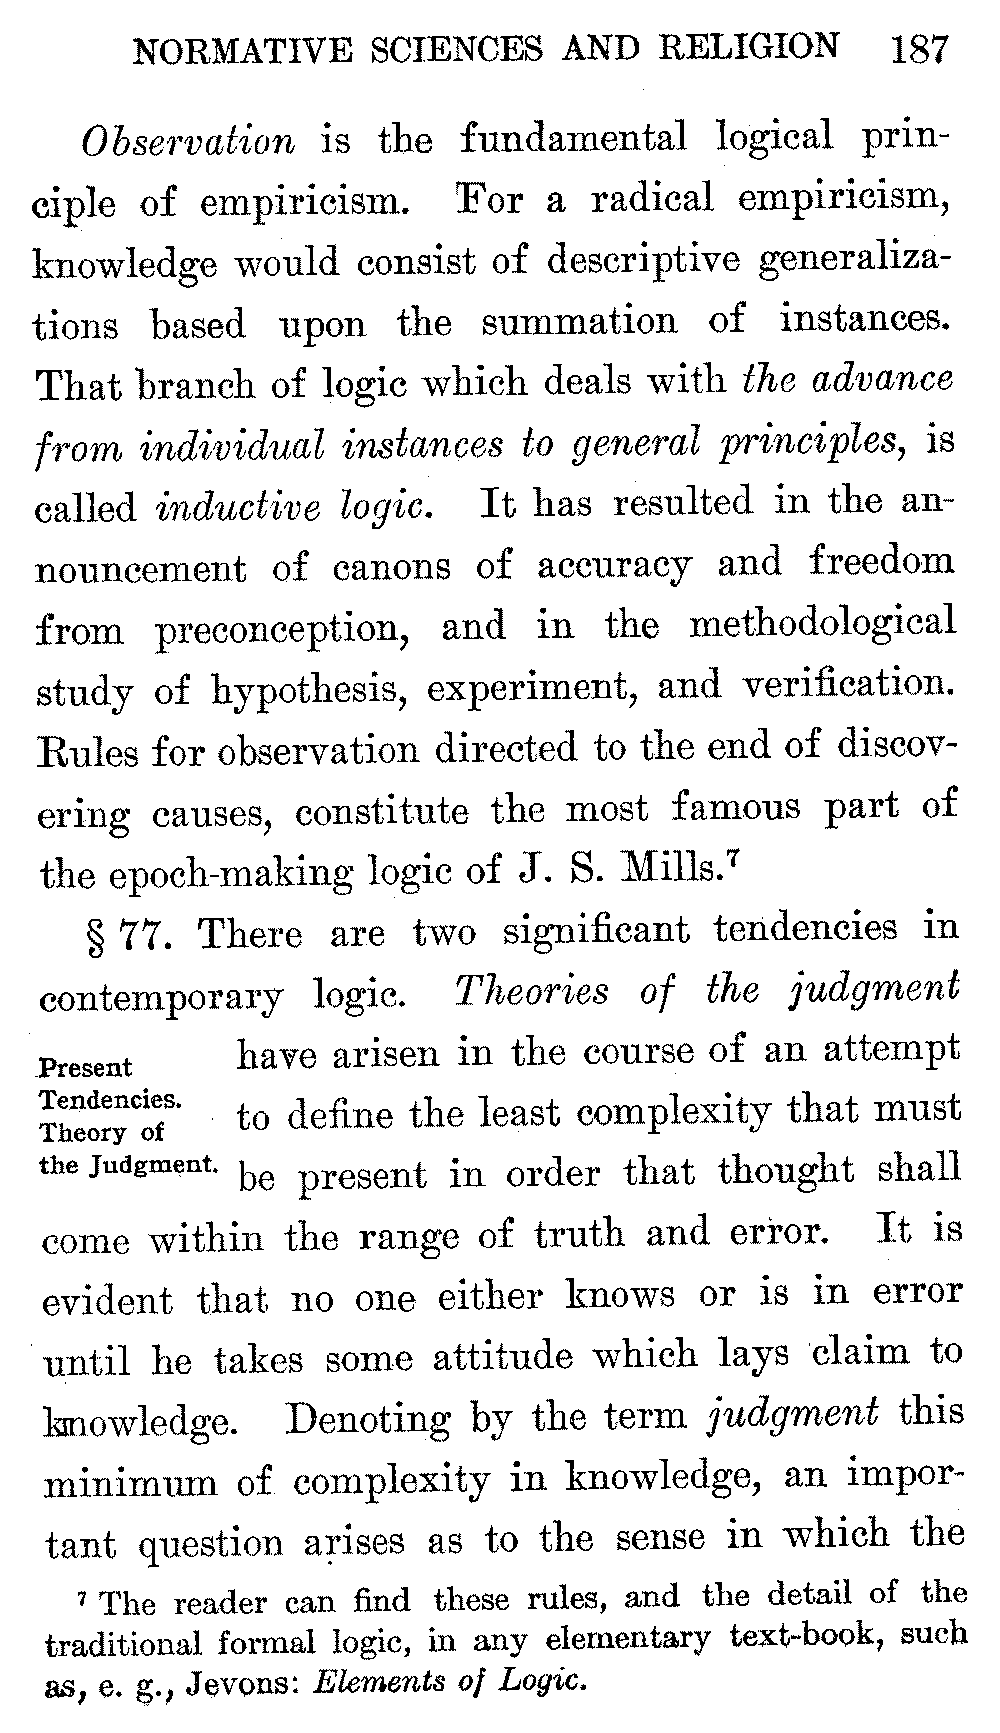 NORMATIVE SCIENCES AND RELIGION 187
Observation is the fundamental logical prin-
ciple of empiricism. For a radical empiricism,
knowledge would consist of descriptive generaliza-
tions based upon the summation of instances.
That branch of logic which deals with the advance
from individual instances to general principles, is
called inductive logic. It has resulted in the an-
nouncement of canons of accuracy and freedom
from preconception, and in the methodological
study of hypothesis, experiment, and verification.
Rules for observation directed to the end of discov-
ering causes, constitute the most famous part of
the epoch-making logic of J. S. Mills.⁷
§ 77. There are two significant tendencies in
contemporary logic. Theories of the judgment
Present
Tendencies.
Theory of
the Judgment.
have arisen in the course of an attempt
to define the least complexity that must
be present in order that thought shall
come within the range of truth and error. It is
evident that no one either knows or is in error
until he takes some attitude which lays claim to
knowledge. Denoting by the term judgment this
minimum of complexity in knowledge, an impor-
tant question arises as to the sense in which the
⁷ The reader can find these rules, and the detail of the
traditional formal logic, in any elementary text-book, such
as, e. g., Jevons: Elements of Logic.